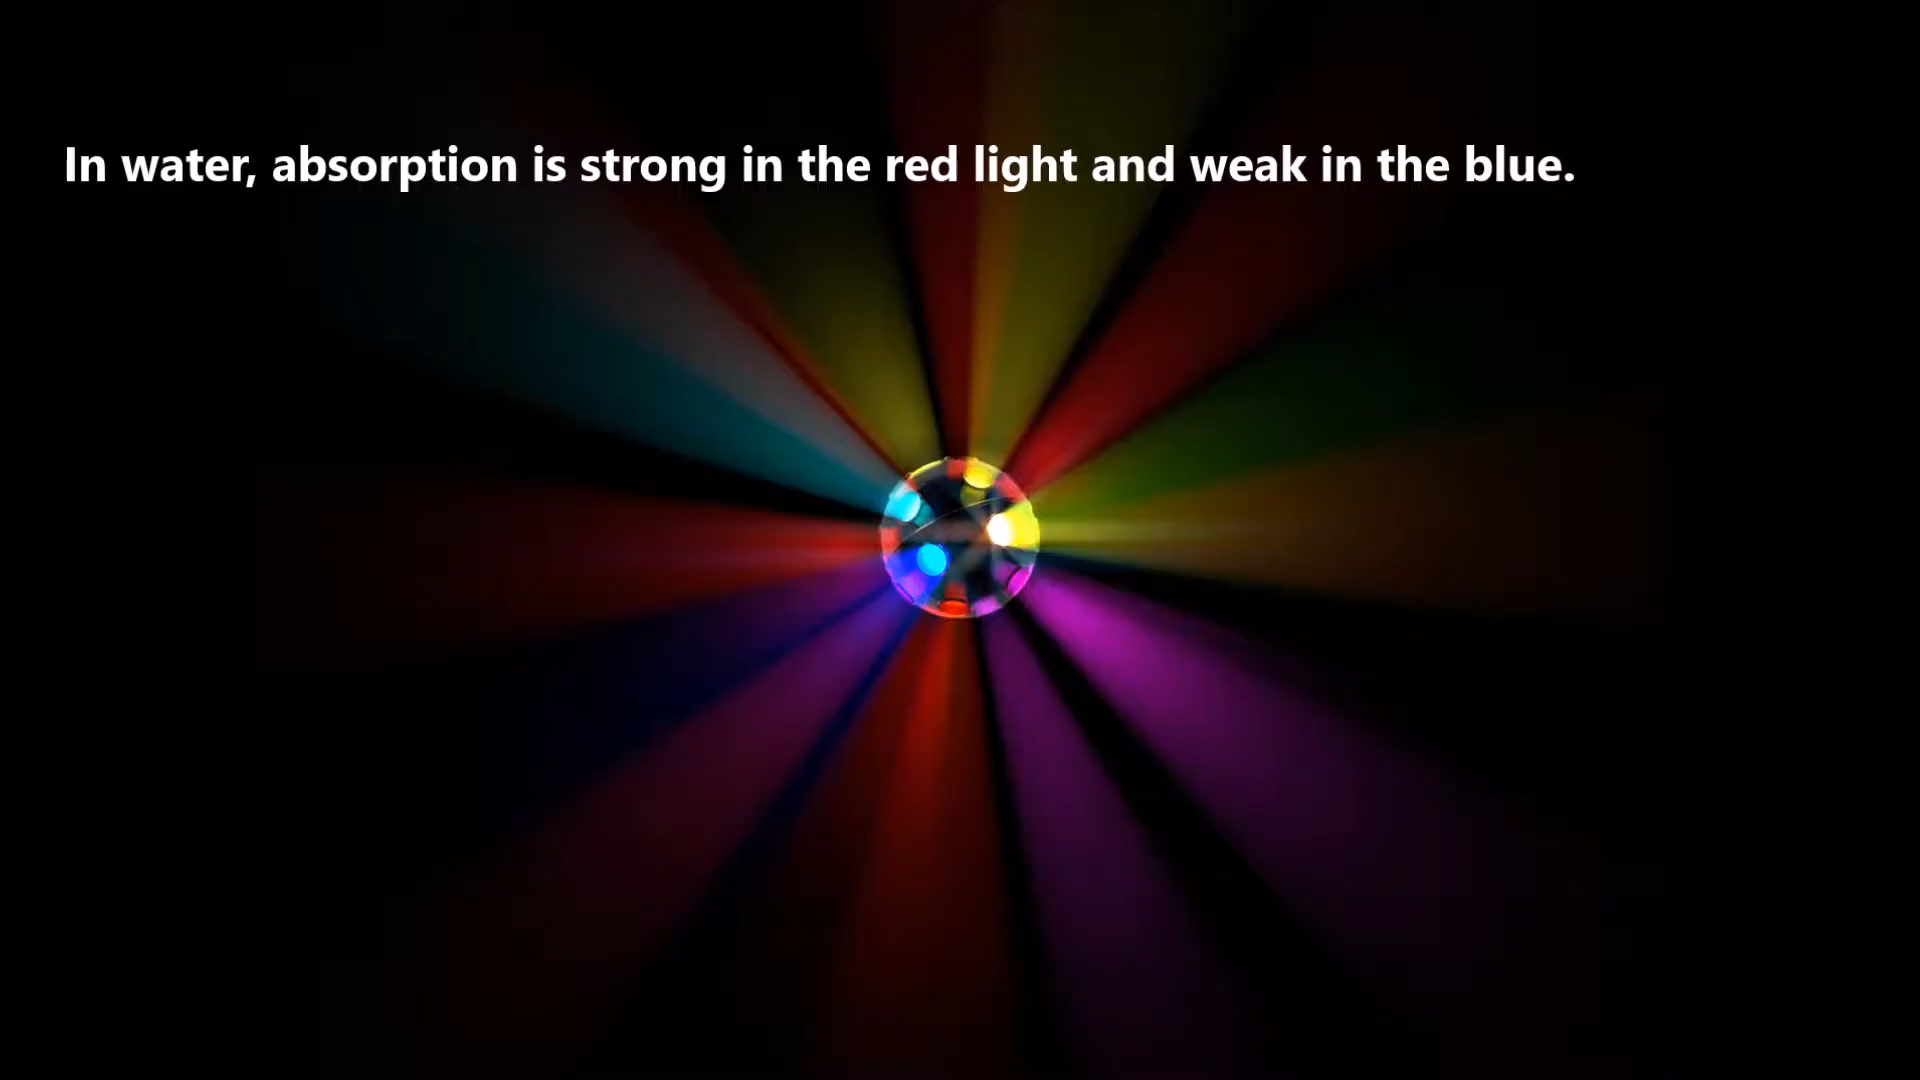 In water, absorption is strong in the red light and weak in the blue.